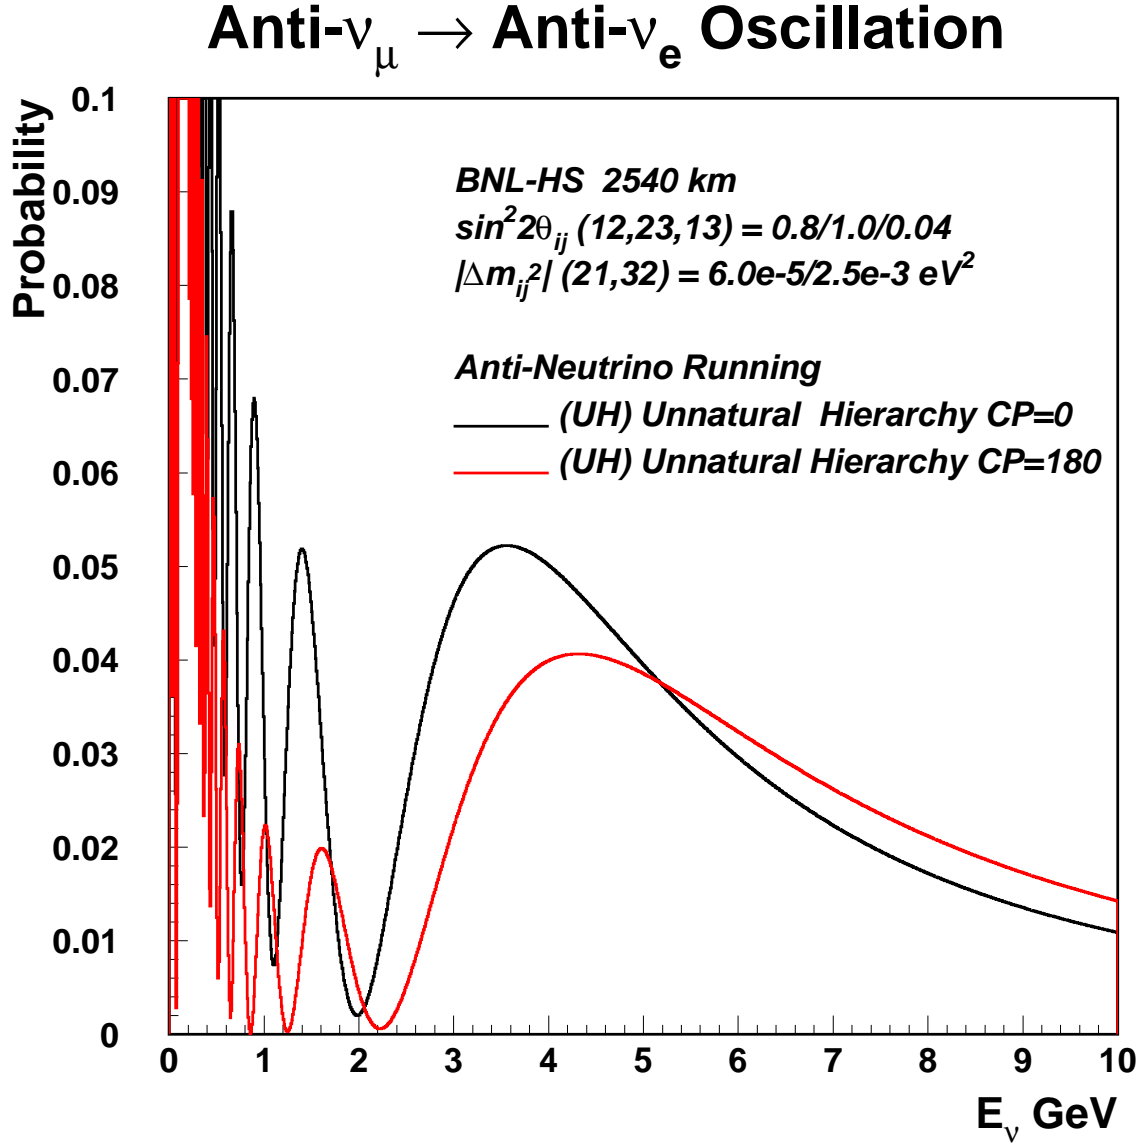 Anti-νμ → Anti-νe Oscillation
Probability
0.1
0.09
0.08
0.07
0.06
0.05
0.04
0.03
0.02
0.01
0
BNL-HS 2540 km
sin²2θij (12,23,13) = 0.8/1.0/0.04
|Δmij²| (21,32) = 6.0e-5/2.5e-3 eV²
Anti-Neutrino Running
(UH) Unnatural Hierarchy CP=0
(UH) Unnatural Hierarchy CP=180
0 1 2 3 4 5 6 7 8 9 10
Eν GeV